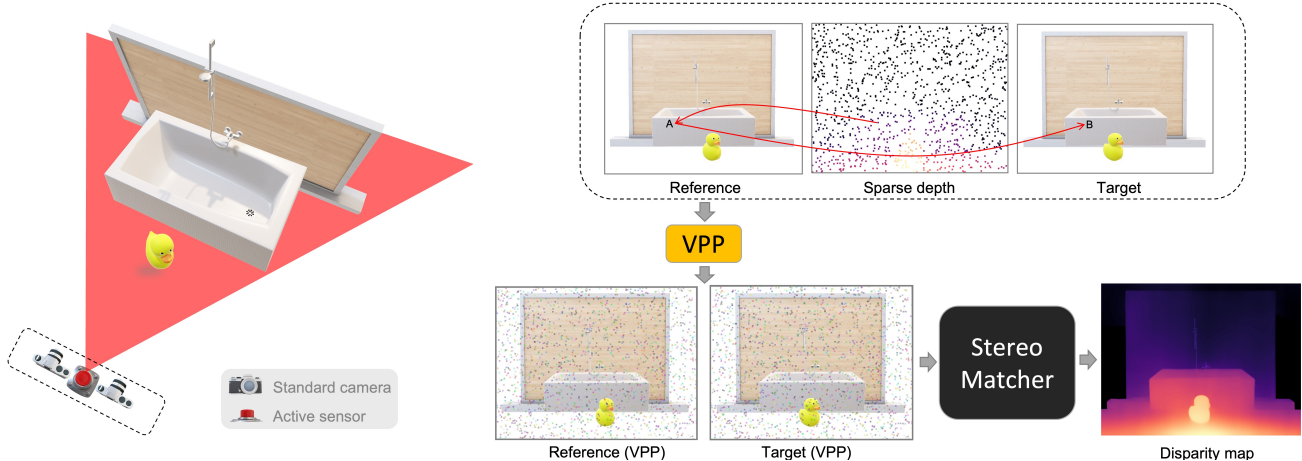 A
B
Reference
Sparse depth
Target
VPP
Standard camera
Active sensor
Stereo
Matcher
Reference (VPP)
Target (VPP)
Disparity map